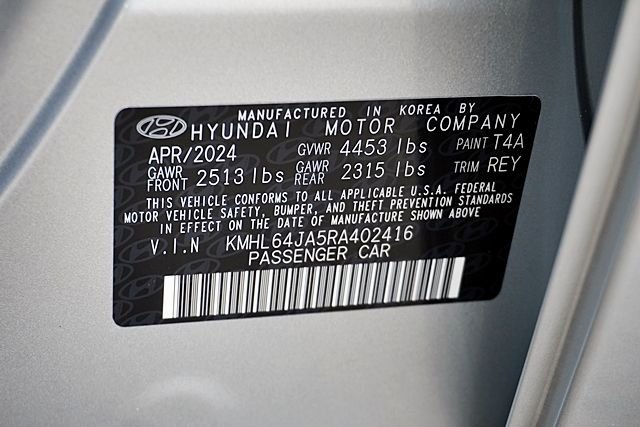 MANUFACTURED IN KOREA BY
HYUNDAI MOTOR COMPANY
APR/2024 GVWR 4453 lbs PAINT T4A
GAWR FRONT 2513 lbs GAWR REAR 2315 lbs TRIM REY
THIS VEHICLE CONFORMS TO ALL APPLICABLE U.S.A. FEDERAL
MOTOR VEHICLE SAFETY, BUMPER, AND THEFT PREVENTION STANDARDS
IN EFFECT ON THE DATE OF MANUFACTURE SHOWN ABOVE
V.I.N KMHL64JA5RA402416
PASSENGER CAR